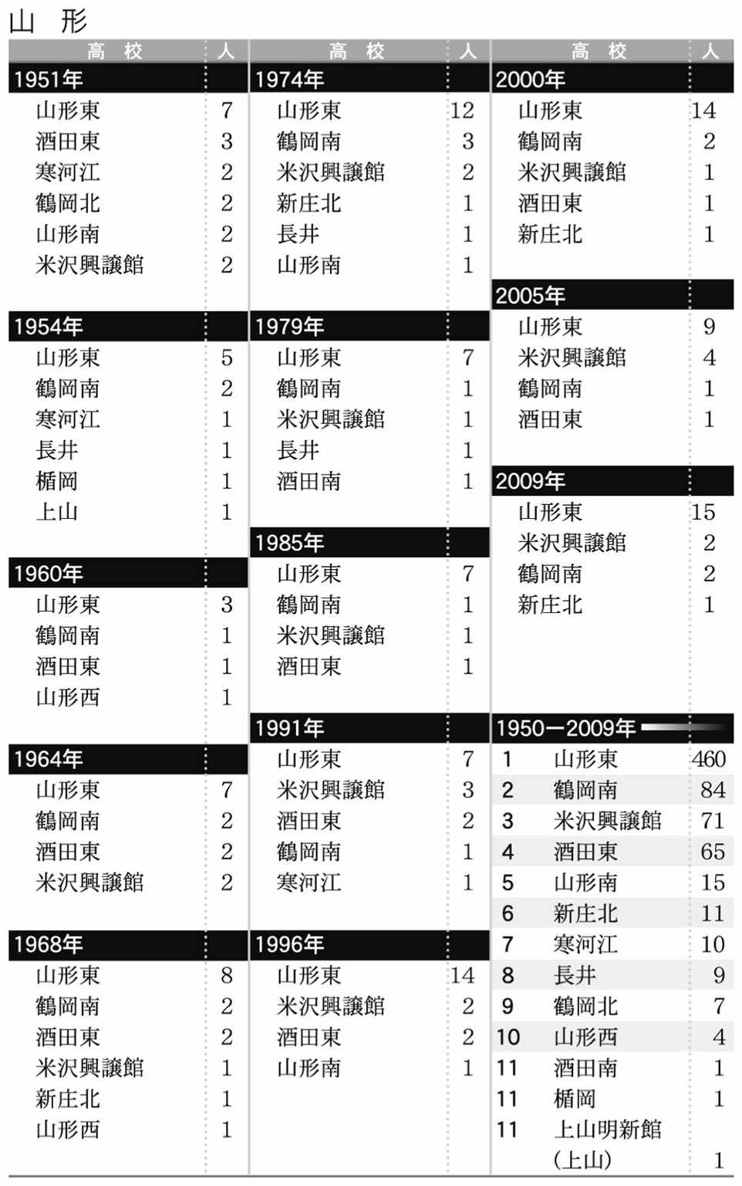 山 形
高 校 人
1951年
山形東 7
酒田東 3
寒河江 2
鶴岡北 2
山形南 2
米沢興譲館 2
1954年
山形東 5
鶴岡南 2
寒河江 1
長井 1
楯岡 1
上山 1
1960年
山形東 3
鶴岡南 1
酒田東 1
山形西 1
1964年
山形東 7
鶴岡南 2
酒田東 2
米沢興譲館 2
1968年
山形東 8
鶴岡南 2
酒田東 2
米沢興譲館 1
新庄北 1
山形西 1
高 校 人
1974年
山形東 12
鶴岡南 3
米沢興譲館 2
新庄北 1
長井 1
山形南 1
1979年
山形東 7
鶴岡南 1
米沢興譲館 1
長井 1
酒田南 1
1985年
山形東 7
鶴岡南 1
米沢興譲館 1
酒田東 1
1991年
山形東 7
米沢興譲館 3
酒田東 2
鶴岡南 1
寒河江 1
1996年
山形東 14
米沢興譲館 2
酒田東 2
山形南 1
高 校 人
2000年
山形東 14
鶴岡南 2
米沢興譲館 1
酒田東 1
新庄北 1
2005年
山形東 9
米沢興譲館 4
鶴岡南 1
酒田東 1
2009年
山形東 15
米沢興譲館 2
鶴岡南 2
新庄北 1
1950—2009年
1 山形東 460
2 鶴岡南 84
3 米沢興譲館 71
4 酒田東 65
5 山形南 15
6 新庄北 11
7 寒河江 10
8 長井 9
9 鶴岡北 7
10 山形西 4
11 酒田南 1
11 楯岡 1
11 上山明新館
(上山) 1